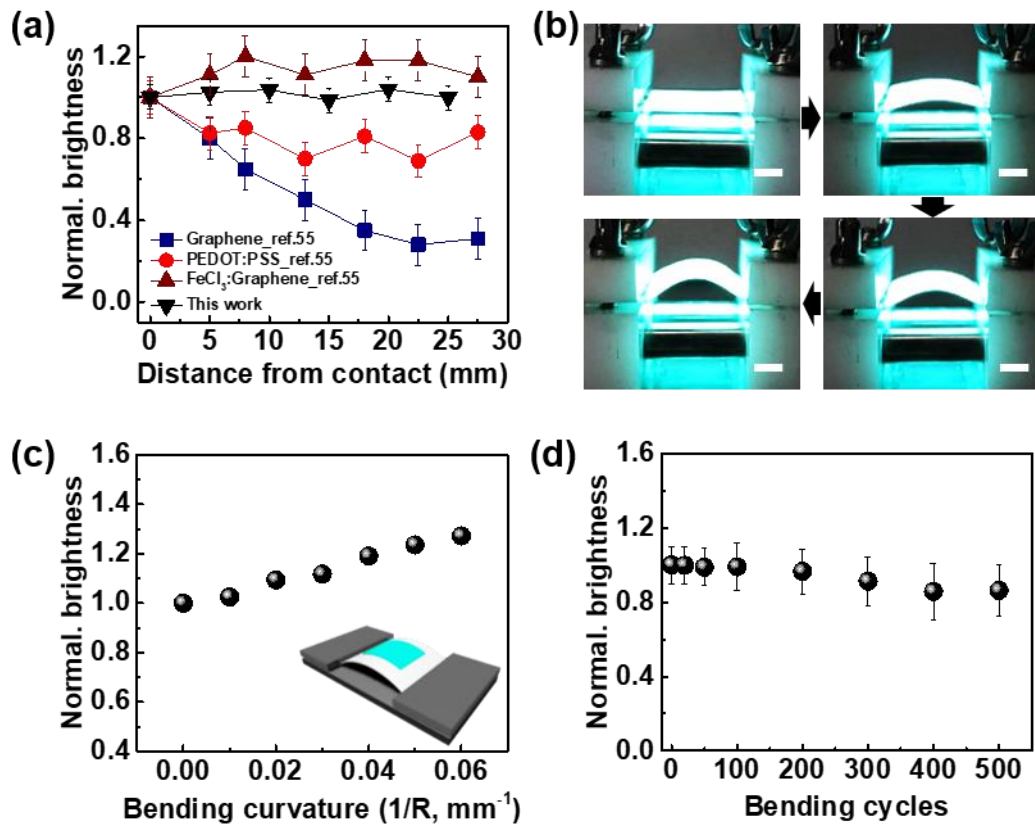 (a)
Normal. brightness
1.2
0.8
0.4
0.0
Graphene_ref.55
PEDOT:PSS_ref.55
FeCl₃:Graphene_ref.55
This work
0 5 10 15 20 25 30
Distance from contact (mm)
(b)
(c)
Normal. brightness
1.6
1.4
1.2
1.0
0.8
0.6
0.4
0.00 0.02 0.04 0.06
Bending curvature (1/R, mm⁻¹)
(d)
Normal. brightness
1.6
1.2
0.8
0.4
0.0
0 100 200 300 400 500
Bending cycles